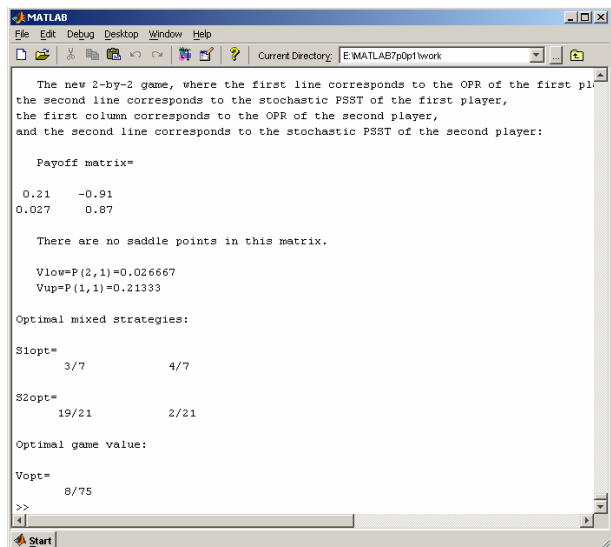 MATLAB
File Edit Debug Desktop Window Help
Current Directory: E:\MATLAB7p0p1\work
The new 2-by-2 game, where the first line corresponds to the OPR of the first pl
the second line corresponds to the stochastic PSST of the first player,
the first column corresponds to the OPR of the second player,
and the second line corresponds to the stochastic PSST of the second player:
Payoff matrix=
0.21 -0.91
0.027 0.87
There are no saddle points in this matrix.
Vlow=P(2,1)=0.026667
Vup=P(1,1)=0.21333
Optimal mixed strategies:
S1opt=
3/7 4/7
S2opt=
19/21 2/21
Optimal game value:
Vopt=
8/75
>>
Start